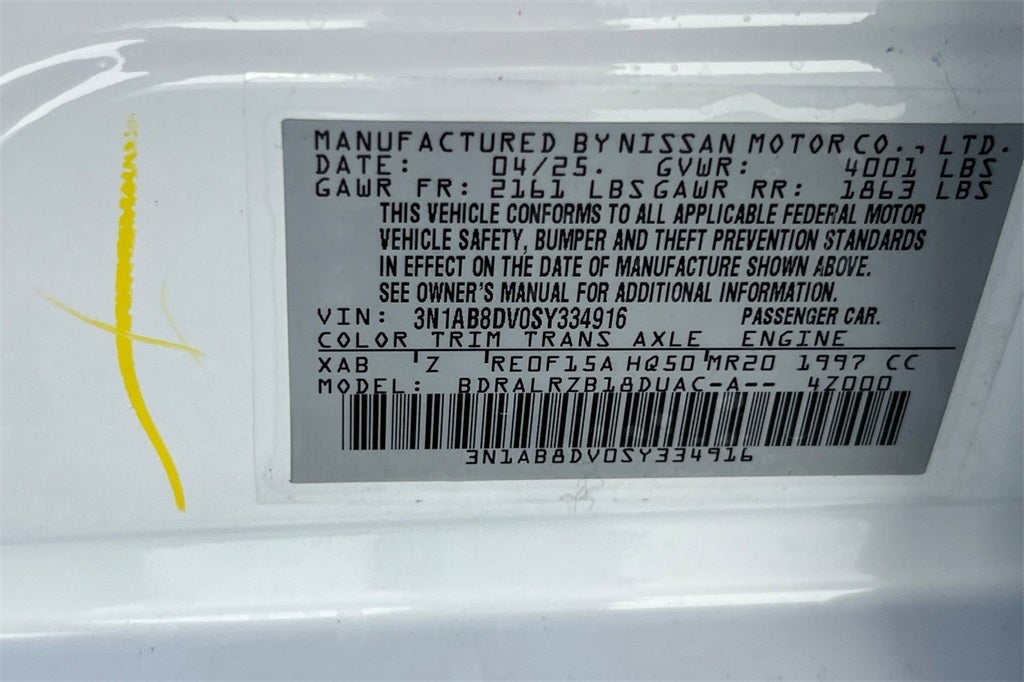 MANUFACTURED BY NISSAN MOTOR CO., LTD.
DATE: 04/25. GVWR: 4001 LBS
GAWR FR: 2161 LBS GAWR RR: 1863 LBS
THIS VEHICLE CONFORMS TO ALL APPLICABLE FEDERAL MOTOR
VEHICLE SAFETY, BUMPER AND THEFT PREVENTION STANDARDS
IN EFFECT ON THE DATE OF MANUFACTURE SHOWN ABOVE.
SEE OWNER'S MANUAL FOR ADDITIONAL INFORMATION.
VIN: 3N1AB8DV0SY334916 PASSENGER CAR.
COLOR TRIM TRANS AXLE ENGINE
XAB Z RE0F15A HQ50 MR20 1997 CC
MODEL: BDRALRZB18DUAC-A-- 4Z000
3N1AB8DV0SY334916